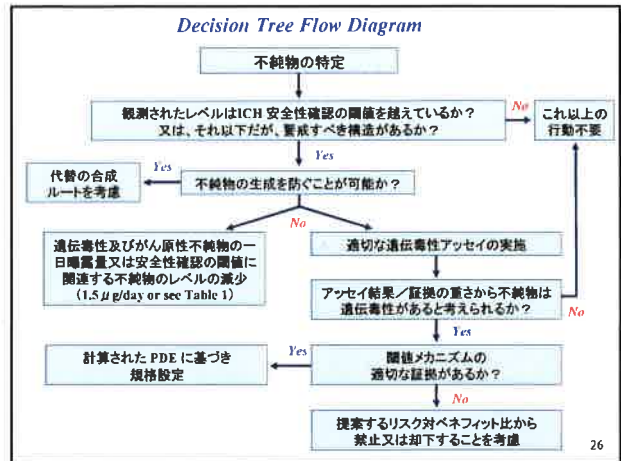 Decision Tree Flow Diagram
不純物の特定
観測されたレベルはICH 安全性確認の閾値を越えているか？
又は、それ以下だが、警戒すべき構造があるか？
No
これ以上の
行動不要
Yes
代替の合成
ルートを考慮
Yes
不純物の生成を防ぐことが可能か？
No
遺伝毒性及びがん原性不純物の一
日曝露量又は安全性確認の閾値に
関連する不純物のレベルの減少
（1.5μg/day or see Table 1）
適切な遺伝毒性アッセイの実施
アッセイ結果／証拠の重さから不純物は
遺伝毒性があると考えられるか？
No
Yes
計算された PDE に基づき
規格設定
Yes
閾値メカニズムの
適切な証拠があるか？
No
提案するリスク対ベネフィット比から
禁止又は却下することを考慮
26